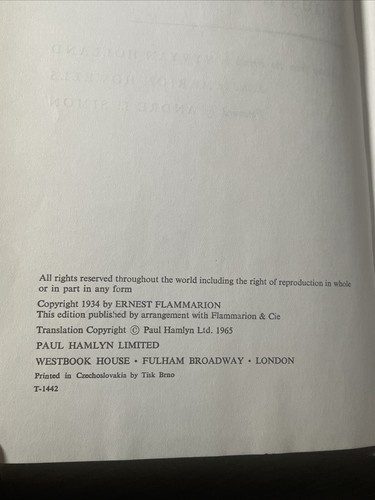 All rights reserved throughout the world including the right of reproduction in whole
or in part in any form
Copyright 1934 by ERNEST FLAMMARION
This edition published by arrangement with Flammarion & Cie
Translation Copyright © Paul Hamlyn Ltd. 1965
PAUL HAMLYN LIMITED
WESTBOOK HOUSE • FULHAM BROADWAY • LONDON
Printed in Czechoslovakia by Tisk Brno
T-1442